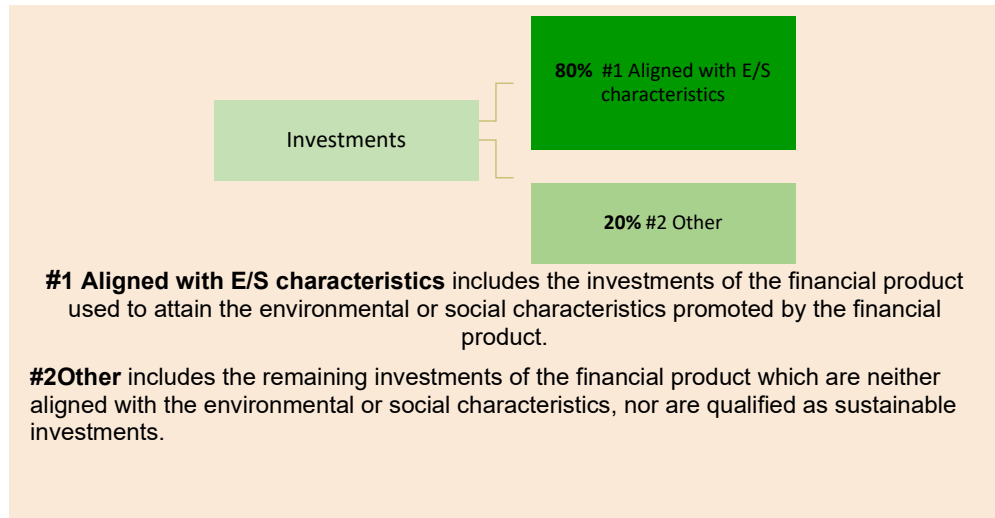 80% #1 Aligned with E/S
characteristics
Investments
20% #2 Other
#1 Aligned with E/S characteristics includes the investments of the financial product
used to attain the environmental or social characteristics promoted by the financial
product.
#2Other includes the remaining investments of the financial product which are neither
aligned with the environmental or social characteristics, nor are qualified as sustainable
investments.